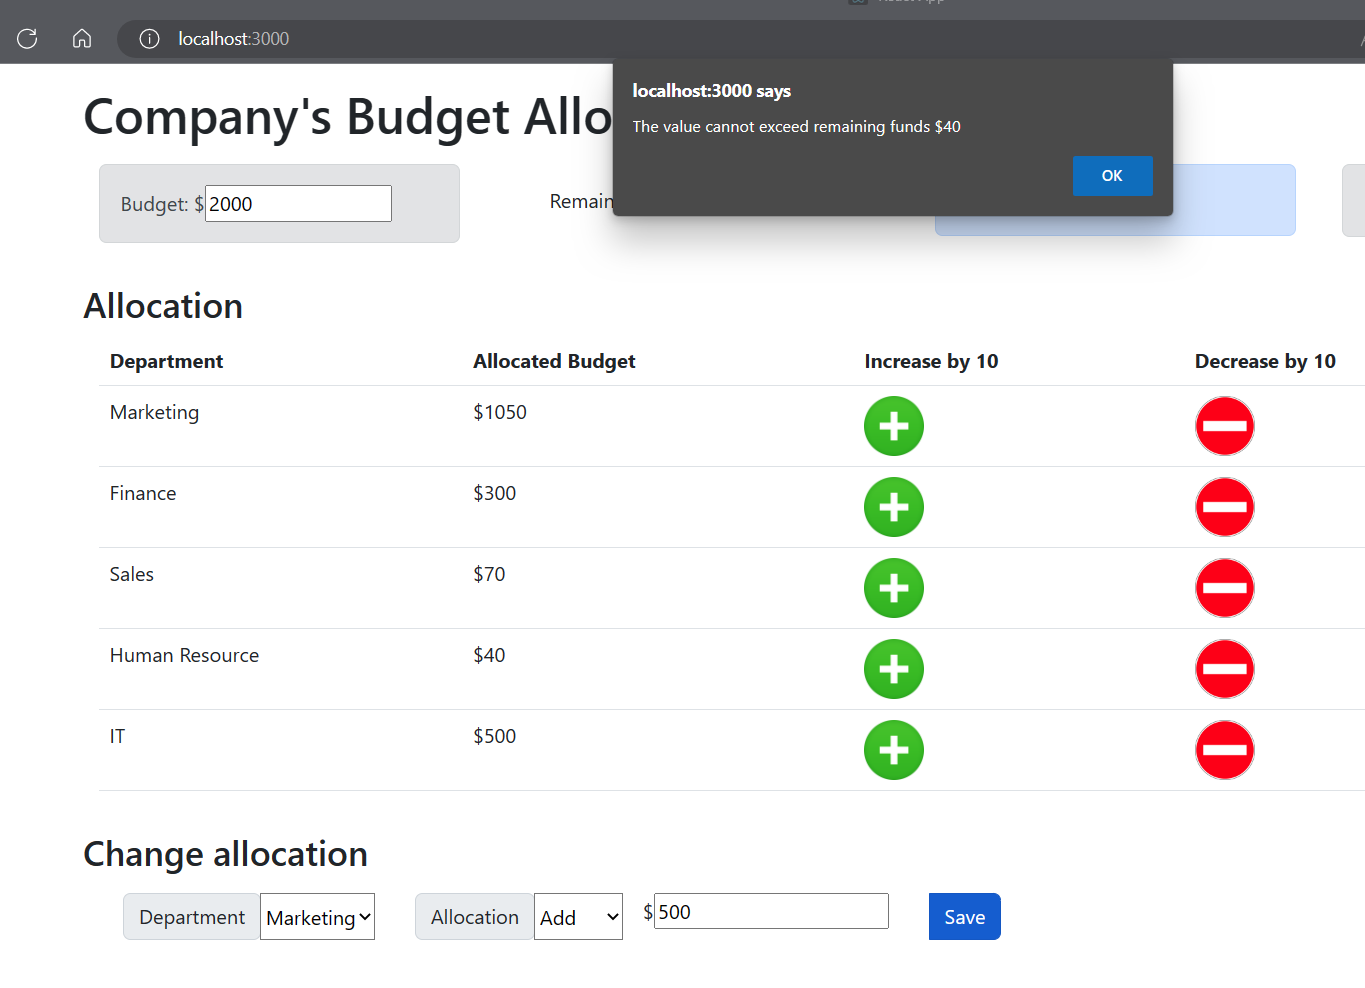 localhost:3000
localhost:3000 says
The value cannot exceed remaining funds $40
OK
Company's Budget Allo
Budget: $ 2000
Remain
Allocation
Department Allocated Budget Increase by 10 Decrease by 10
Marketing $1050
Finance $300
Sales $70
Human Resource $40
IT $500
Change allocation
Department Marketing Allocation Add $ 500 Save